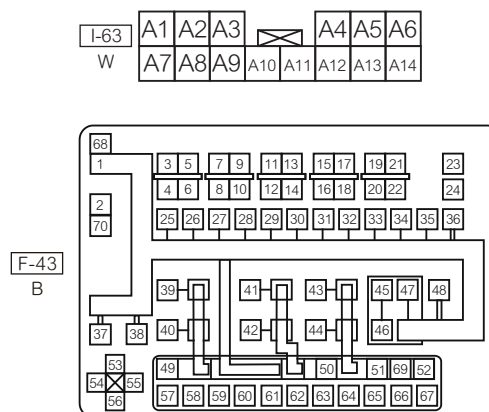 I-63 A1 A2 A3 A4 A5 A6
W A7 A8 A9 A10 A11 A12 A13 A14
68
1 3 5 7 9 11 13 15 17 19 21 23
4 6 8 10 12 14 16 18 20 22 24
2
70 25 26 27 28 29 30 31 32 33 34 35 36
F-43
B
39 41 43 45 47 48
37 38 40 42 44 46
53
54 55
56
49 50 51 69 52
57 58 59 60 61 62 63 64 65 66 67